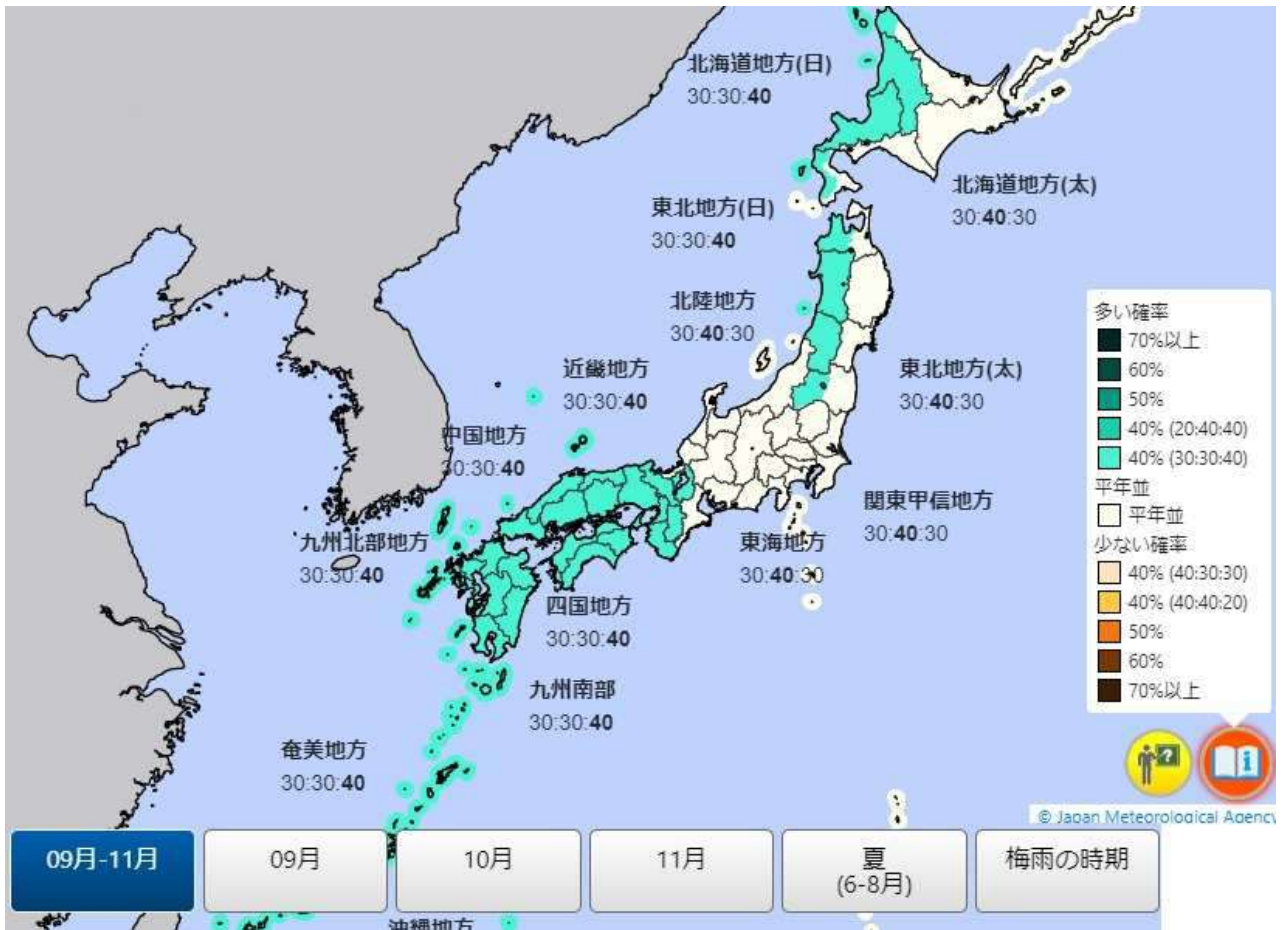 北海道地方(日)
30:30:40
北海道地方(太)
30:40:30
東北地方(日)
30:30:40
北陸地方
30:40:30
東北地方(太)
30:40:30
近畿地方
30:30:40
中国地方
30:30:40
関東甲信地方
30:40:30
九州北部地方
30:30:40
東海地方
30:40:30
四国地方
30:30:40
九州南部
30:30:40
奄美地方
30:30:40
多い確率
70%以上
60%
50%
40% (20:40:40)
40% (30:30:40)
平年並
平年並
少ない確率
40% (40:30:30)
40% (40:40:20)
50%
60%
70%以上
© Japan Meteorological Agency
09月-11月
09月
10月
11月
夏
(6-8月)
梅雨の時期
沖縄地方